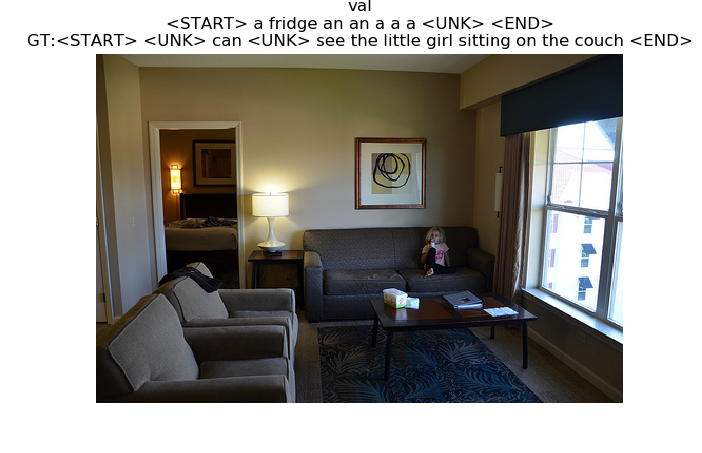 val
<START> a fridge an an a a a <UNK> <END>
GT:<START> <UNK> can <UNK> see the little girl sitting on the couch <END>